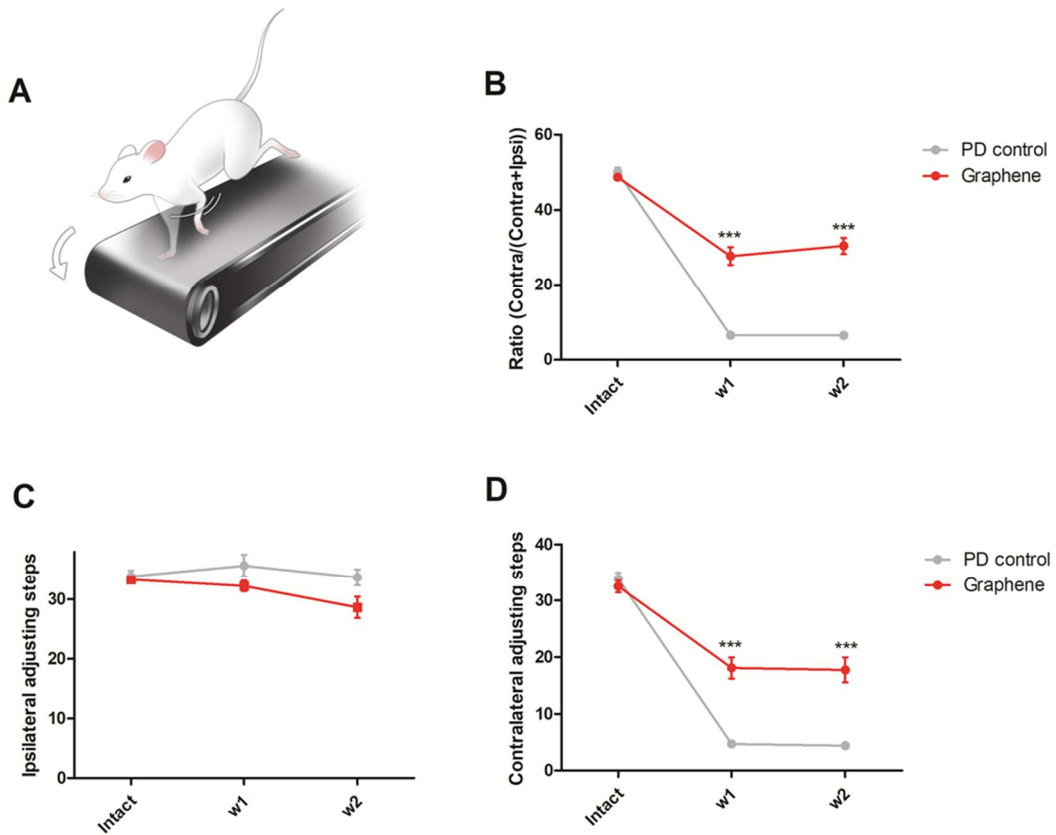 A
B
Ratio (Contra/(Contra+Ipsi))
60
40
20
0
***
***
Intact
w1
w2
PD control
Graphene
C
Ipsilateral adjusting steps
30
30
10
0
Intact
w1
w2
D
Contralateral adjusting steps
40
30
20
10
0
***
***
Intact
w1
w2
PD control
Graphene